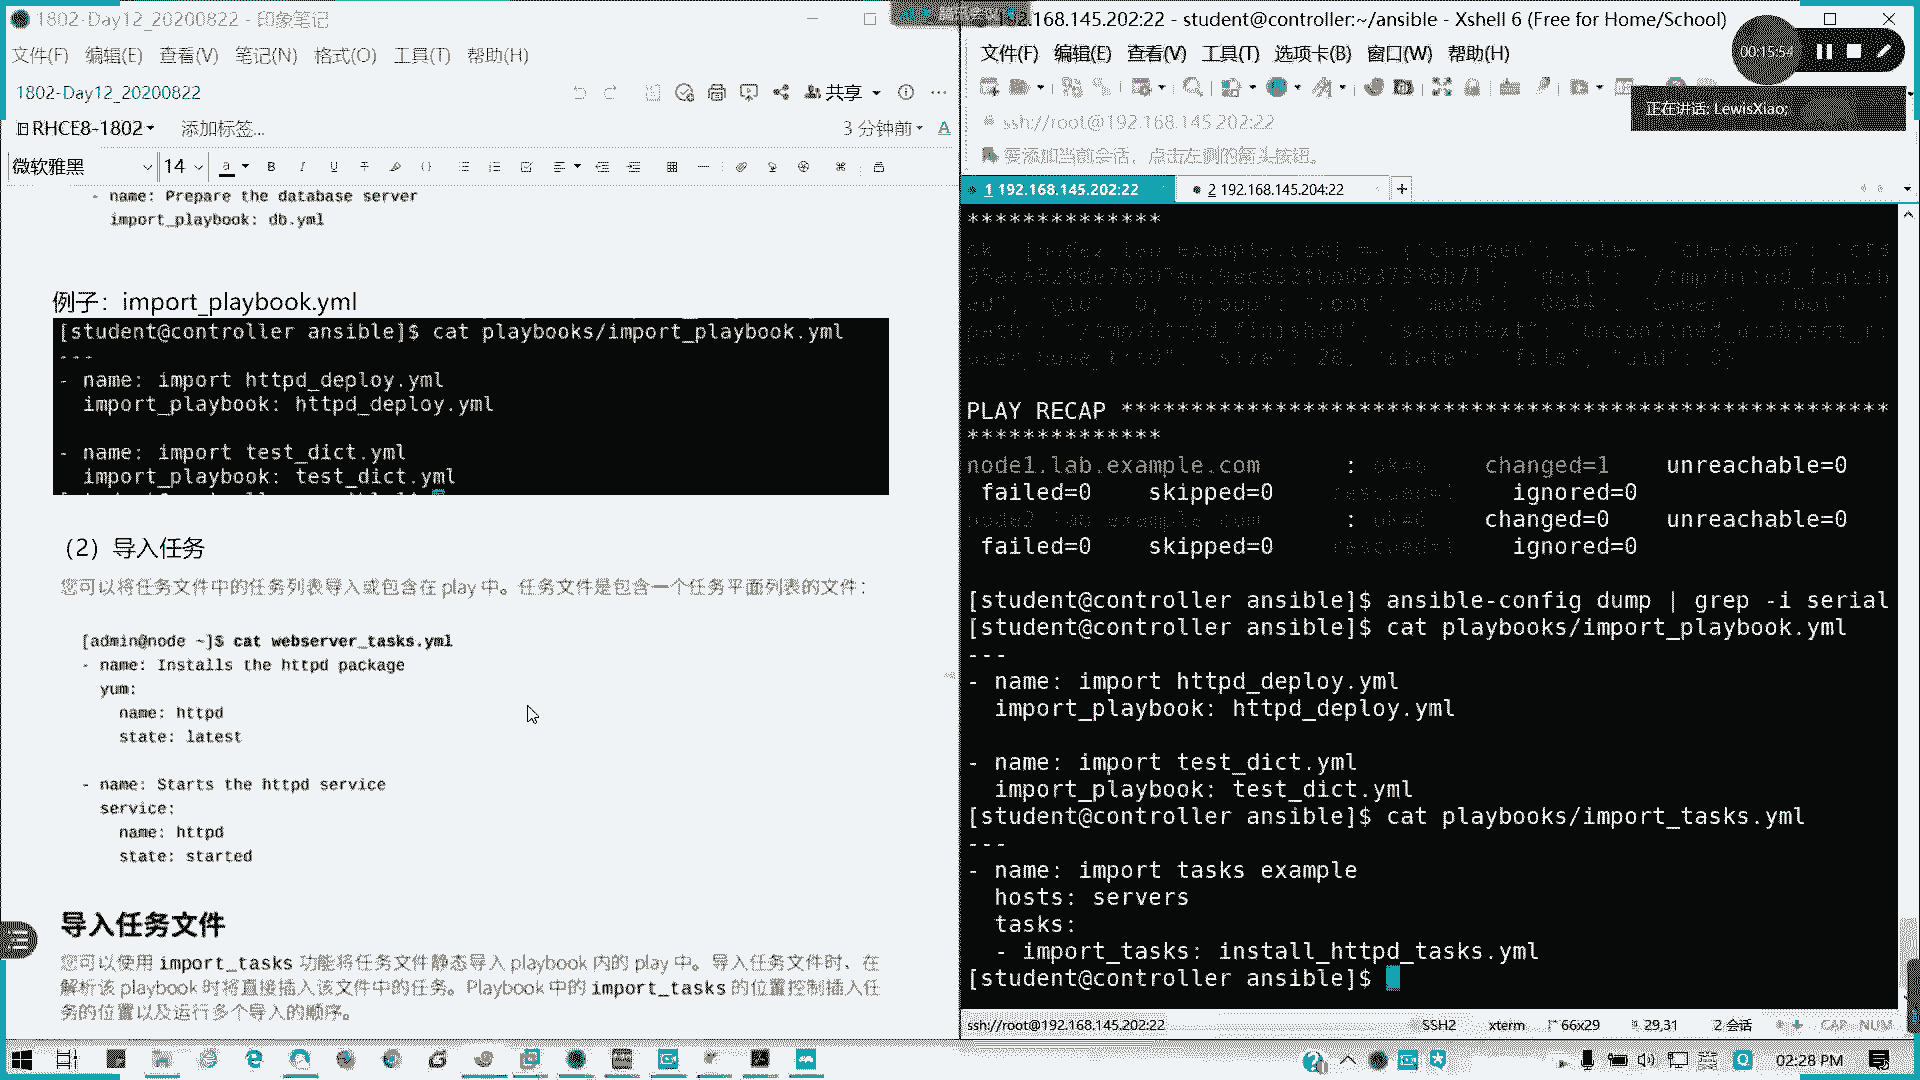 1802-Day12_20200822 - 印象笔记
文件(F) 编辑(E) 查看(V) 笔记(N) 格式(O) 工具(T) 帮助(H)
1802-Day12_20200822
共享
RHCE8-1802
添加标签...
3 分钟前
微软雅黑 14
- name: Prepare the database server
import_playbook: db.yml
例子：import_playbook.yml
[student@controller ansible]$ cat playbooks/import_playbook.yml
---
- name: import httpd_deploy.yml
import_playbook: httpd_deploy.yml
- name: import test_dict.yml
import_playbook: test_dict.yml
（2）导入任务
您可以将任务文件中的任务列表导入或包含在 play 中。任务文件是包含一个任务平面列表的文件：
[admin@node ~]$ cat webserver_tasks.yml
- name: Installs the httpd package
yum:
name: httpd
state: latest
- name: Starts the httpd service
service:
name: httpd
state: started
导入任务文件
您可以使用 import_tasks 功能将任务文件静态导入 playbook 内的 play 中。导入任务文件时、在
解析该 playbook 时将直接插入该文件中的任务。Playbook 中的 import_tasks 的位置控制插入任
务的位置以及运行多个导入的顺序。
192.168.145.202:22 - student@controller:~/ansible - Xshell 6 (Free for Home/School)
文件(F) 编辑(E) 查看(V) 工具(T) 选项卡(B) 窗口(W) 帮助(H)
00:15:54
正在讲话: LewisXiao;
ssh://root@192.168.145.202:22
要添加当前会话，点击左侧的箭头按钮。
1 192.168.145.202:22
2 192.168.145.204:22
**************
PLAY RECAP *******************************************************
**************
node1.lab.example.com : changed=1 unreachable=0
failed=0 skipped=0 ignored=0
node2.lab.example.com : ok=6 changed=0 unreachable=0
failed=0 skipped=0 ignored=0
[student@controller ansible]$ ansible-config dump | grep -i serial
[student@controller ansible]$ cat playbooks/import_playbook.yml
---
- name: import httpd_deploy.yml
import_playbook: httpd_deploy.yml
- name: import test_dict.yml
import_playbook: test_dict.yml
[student@controller ansible]$ cat playbooks/import_tasks.yml
---
- name: import tasks example
hosts: servers
tasks:
- import_tasks: install_httpd_tasks.yml
[student@controller ansible]$
ssh://root@192.168.145.202:22 SSH2 xterm 66x29 29,31 2 会话 CAP NUM
02:28 PM